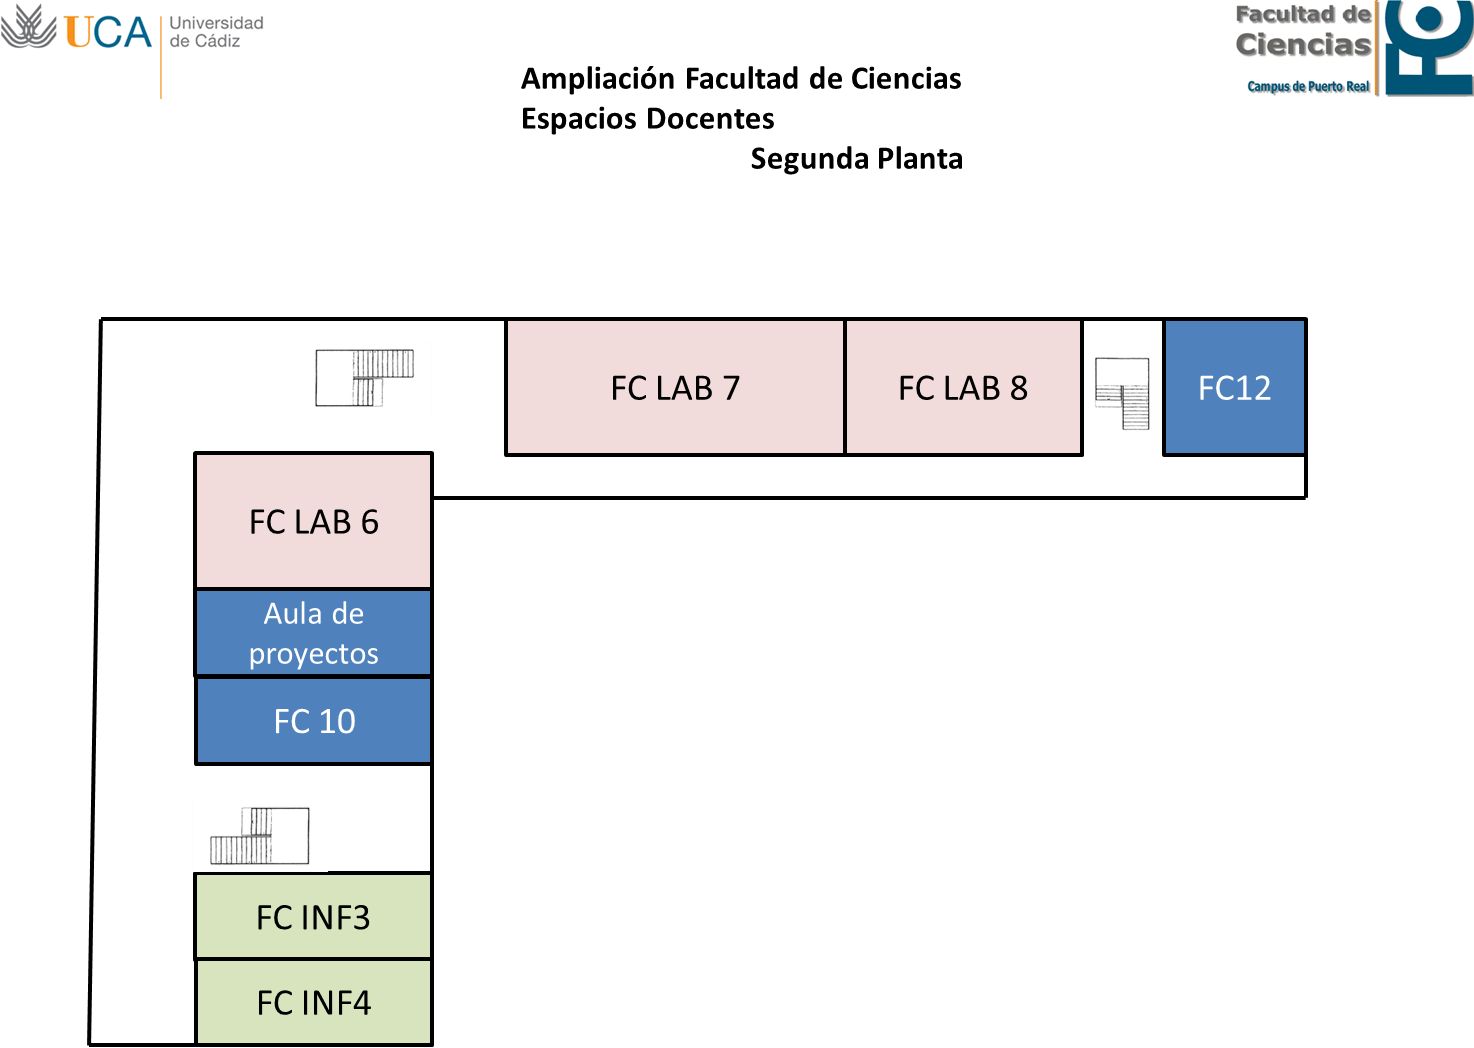 UCA
Universidad
de Cádiz
Facultad de
Ciencias
Campus de Puerto Real
Ampliación Facultad de Ciencias
Espacios Docentes
Segunda Planta
FC LAB 7
FC LAB 8
FC12
FC LAB 6
Aula de
proyectos
FC 10
FC INF3
FC INF4